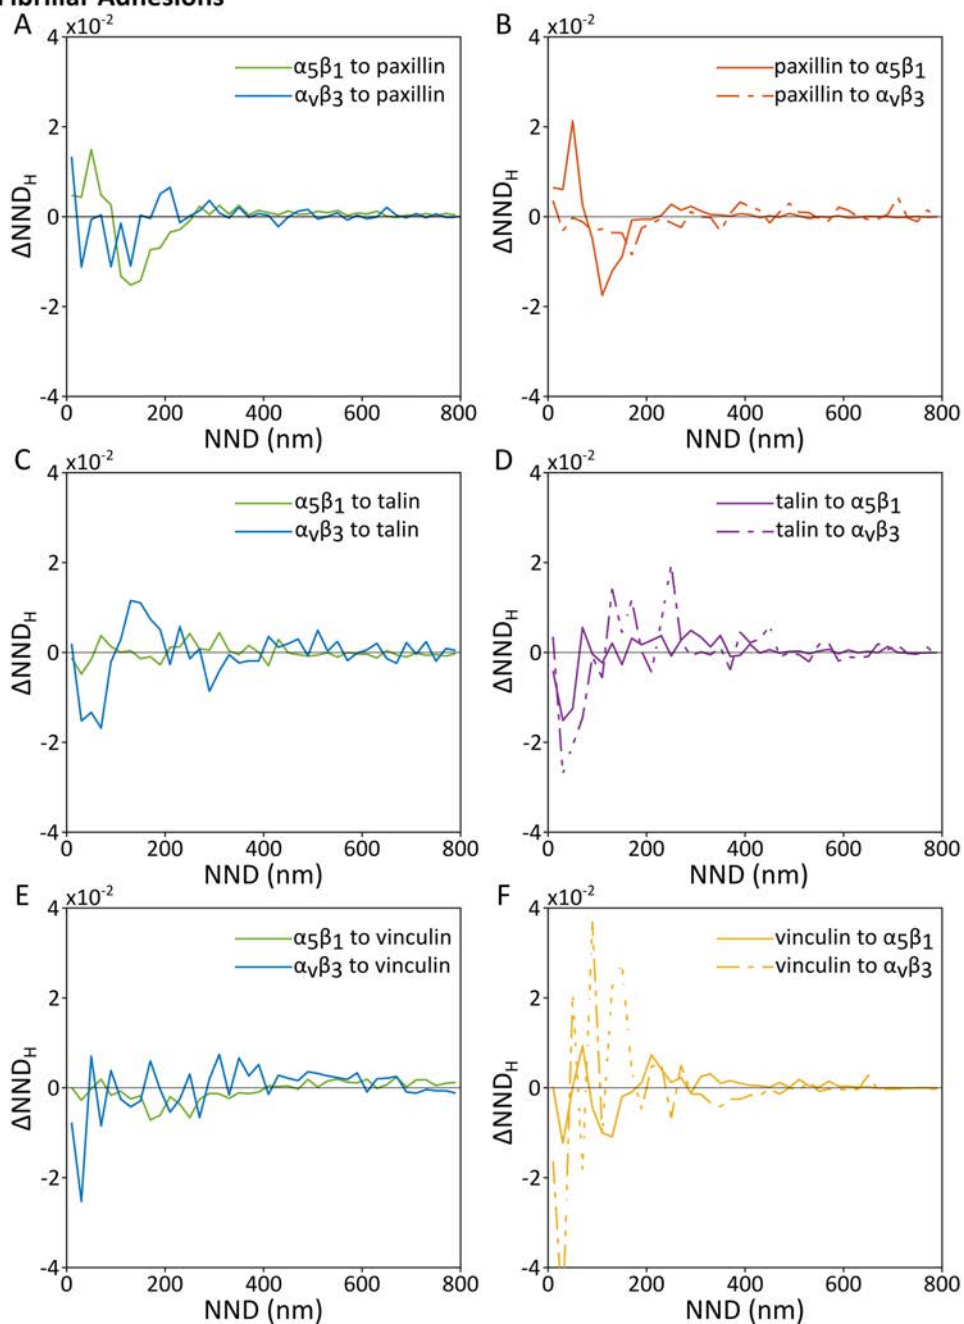 Fibrillar Adhesions
A
x10-2
4
2
0
-2
-4
ΔNNDH
α5β1 to paxillin
αvβ3 to paxillin
0 200 400 600 800
NND (nm)
B
x10-2
4
2
0
-2
-4
ΔNNDH
paxillin to α5β1
paxillin to αvβ3
0 200 400 600 800
NND (nm)
C
x10-2
4
2
0
-2
-4
ΔNNDH
α5β1 to talin
αvβ3 to talin
0 200 400 600 800
NND (nm)
D
x10-2
4
2
0
-2
-4
ΔNNDH
talin to α5β1
talin to αvβ3
0 200 400 600 800
NND (nm)
E
x10-2
4
2
0
-2
-4
ΔNNDH
α5β1 to vinculin
αvβ3 to vinculin
0 200 400 600 800
NND (nm)
F
x10-2
4
2
0
-2
-4
ΔNNDH
vinculin to α5β1
vinculin to αvβ3
0 200 400 600 800
NND (nm)